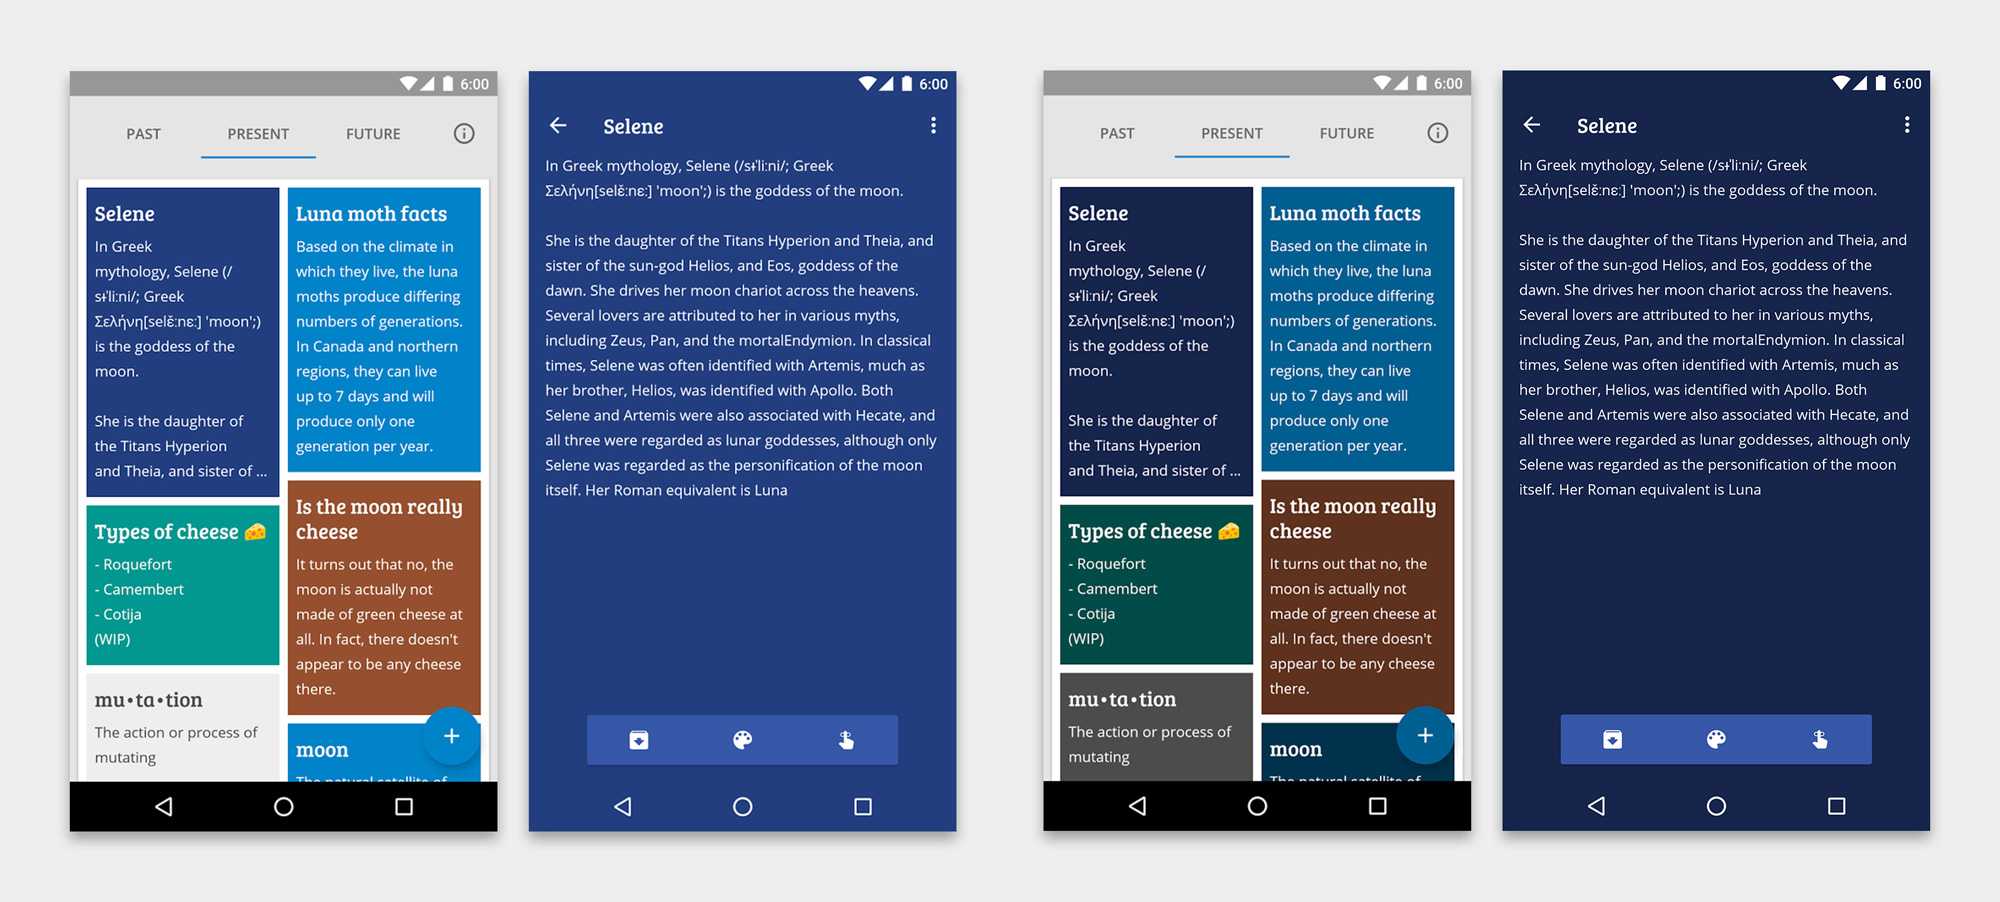 6:00
PAST PRESENT FUTURE
Selene
In Greek
mythology, Selene (/
sɨˈliːni/; Greek
Σελήνη[selɛ̌ːnɛː] 'moon';)
is the goddess of the
moon.
She is the daughter of
the Titans Hyperion
and Theia, and sister of ...
Types of cheese 🧀
- Roquefort
- Camembert
- Cotija
(WIP)
mu•ta•tion
The action or process of
mutating
Luna moth facts
Based on the climate in
which they live, the luna
moths produce differing
numbers of generations.
In Canada and northern
regions, they can live
up to 7 days and will
produce only one
generation per year.
Is the moon really
cheese
It turns out that no, the
moon is actually not
made of green cheese at
all. In fact, there doesn't
appear to be any cheese
there.
moon
The natural satellite of
6:00
Selene
In Greek mythology, Selene (/sɨˈliːni/; Greek
Σελήνη[selɛ̌ːnɛː] 'moon';) is the goddess of the moon.
She is the daughter of the Titans Hyperion and Theia, and
sister of the sun-god Helios, and Eos, goddess of the
dawn. She drives her moon chariot across the heavens.
Several lovers are attributed to her in various myths,
including Zeus, Pan, and the mortalEndymion. In classical
times, Selene was often identified with Artemis, much as
her brother, Helios, was identified with Apollo. Both
Selene and Artemis were also associated with Hecate, and
all three were regarded as lunar goddesses, although only
Selene was regarded as the personification of the moon
itself. Her Roman equivalent is Luna
6:00
PAST PRESENT FUTURE
Selene
In Greek
mythology, Selene (/
sɨˈliːni/; Greek
Σελήνη[selɛ̌ːnɛː] 'moon';)
is the goddess of the
moon.
She is the daughter of
the Titans Hyperion
and Theia, and sister of ...
Types of cheese 🧀
- Roquefort
- Camembert
- Cotija
(WIP)
mu•ta•tion
The action or process of
mutating
Luna moth facts
Based on the climate in
which they live, the luna
moths produce differing
numbers of generations.
In Canada and northern
regions, they can live
up to 7 days and will
produce only one
generation per year.
Is the moon really
cheese
It turns out that no, the
moon is actually not
made of green cheese at
all. In fact, there doesn't
appear to be any cheese
there.
moon
The natural satellite of
6:00
Selene
In Greek mythology, Selene (/sɨˈliːni/; Greek
Σελήνη[selɛ̌ːnɛː] 'moon';) is the goddess of the moon.
She is the daughter of the Titans Hyperion and Theia, and
sister of the sun-god Helios, and Eos, goddess of the
dawn. She drives her moon chariot across the heavens.
Several lovers are attributed to her in various myths,
including Zeus, Pan, and the mortalEndymion. In classical
times, Selene was often identified with Artemis, much as
her brother, Helios, was identified with Apollo. Both
Selene and Artemis were also associated with Hecate, and
all three were regarded as lunar goddesses, although only
Selene was regarded as the personification of the moon
itself. Her Roman equivalent is Luna